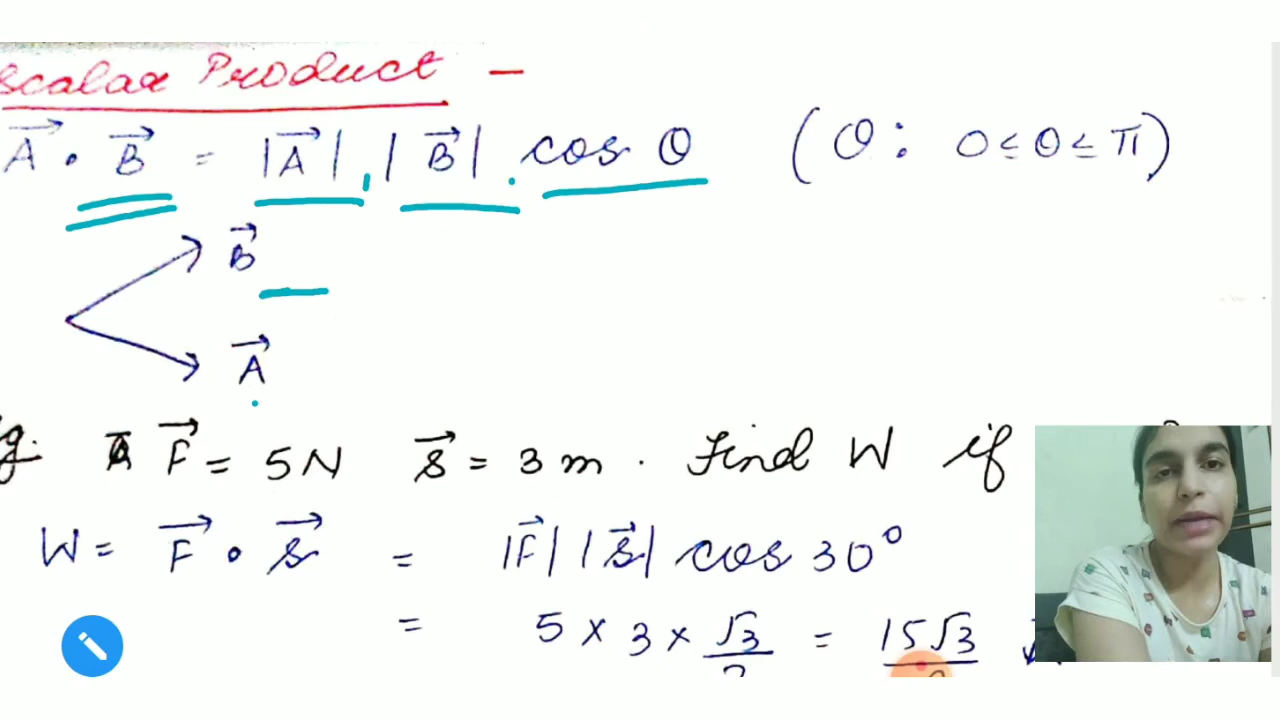 Scalar Product -
A⃗ • B⃗ = |A⃗| . |B⃗| . cos θ (θ: 0 ≤ θ ≤ π)
B⃗
A⃗
F⃗ = 5N s⃗ = 3 m . Find W if
W = F⃗ • s⃗ = |F⃗| |s⃗| cos 30°
= 5 × 3 × √3/2 = 15√3